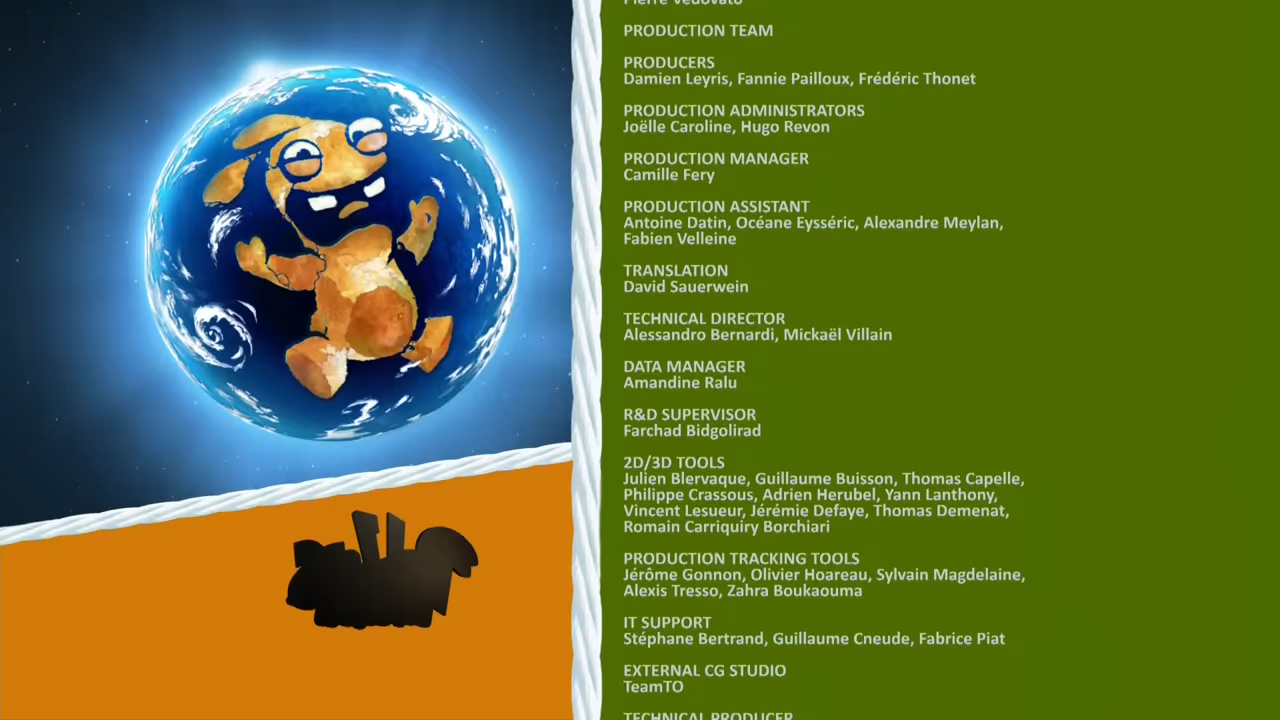 Pierre Vedovato
PRODUCTION TEAM
PRODUCERS
Damien Leyris, Fannie Pailloux, Frédéric Thonet
PRODUCTION ADMINISTRATORS
Joëlle Caroline, Hugo Revon
PRODUCTION MANAGER
Camille Fery
PRODUCTION ASSISTANT
Antoine Datin, Océane Eysséric, Alexandre Meylan,
Fabien Velleine
TRANSLATION
David Sauerwein
TECHNICAL DIRECTOR
Alessandro Bernardi, Mickaël Villain
DATA MANAGER
Amandine Ralu
R&D SUPERVISOR
Farchad Bidgolirad
2D/3D TOOLS
Julien Blervaque, Guillaume Buisson, Thomas Capelle,
Philippe Crassous, Adrien Herubel, Yann Lanthony,
Vincent Lesueur, Jérémie Defaye, Thomas Demenat,
Romain Carriquiry Borchiari
PRODUCTION TRACKING TOOLS
Jérôme Gonnon, Olivier Hoareau, Sylvain Magdelaine,
Alexis Tresso, Zahra Boukaouma
IT SUPPORT
Stéphane Bertrand, Guillaume Cneude, Fabrice Piat
EXTERNAL CG STUDIO
TeamTO
TECHNICAL PRODUCER